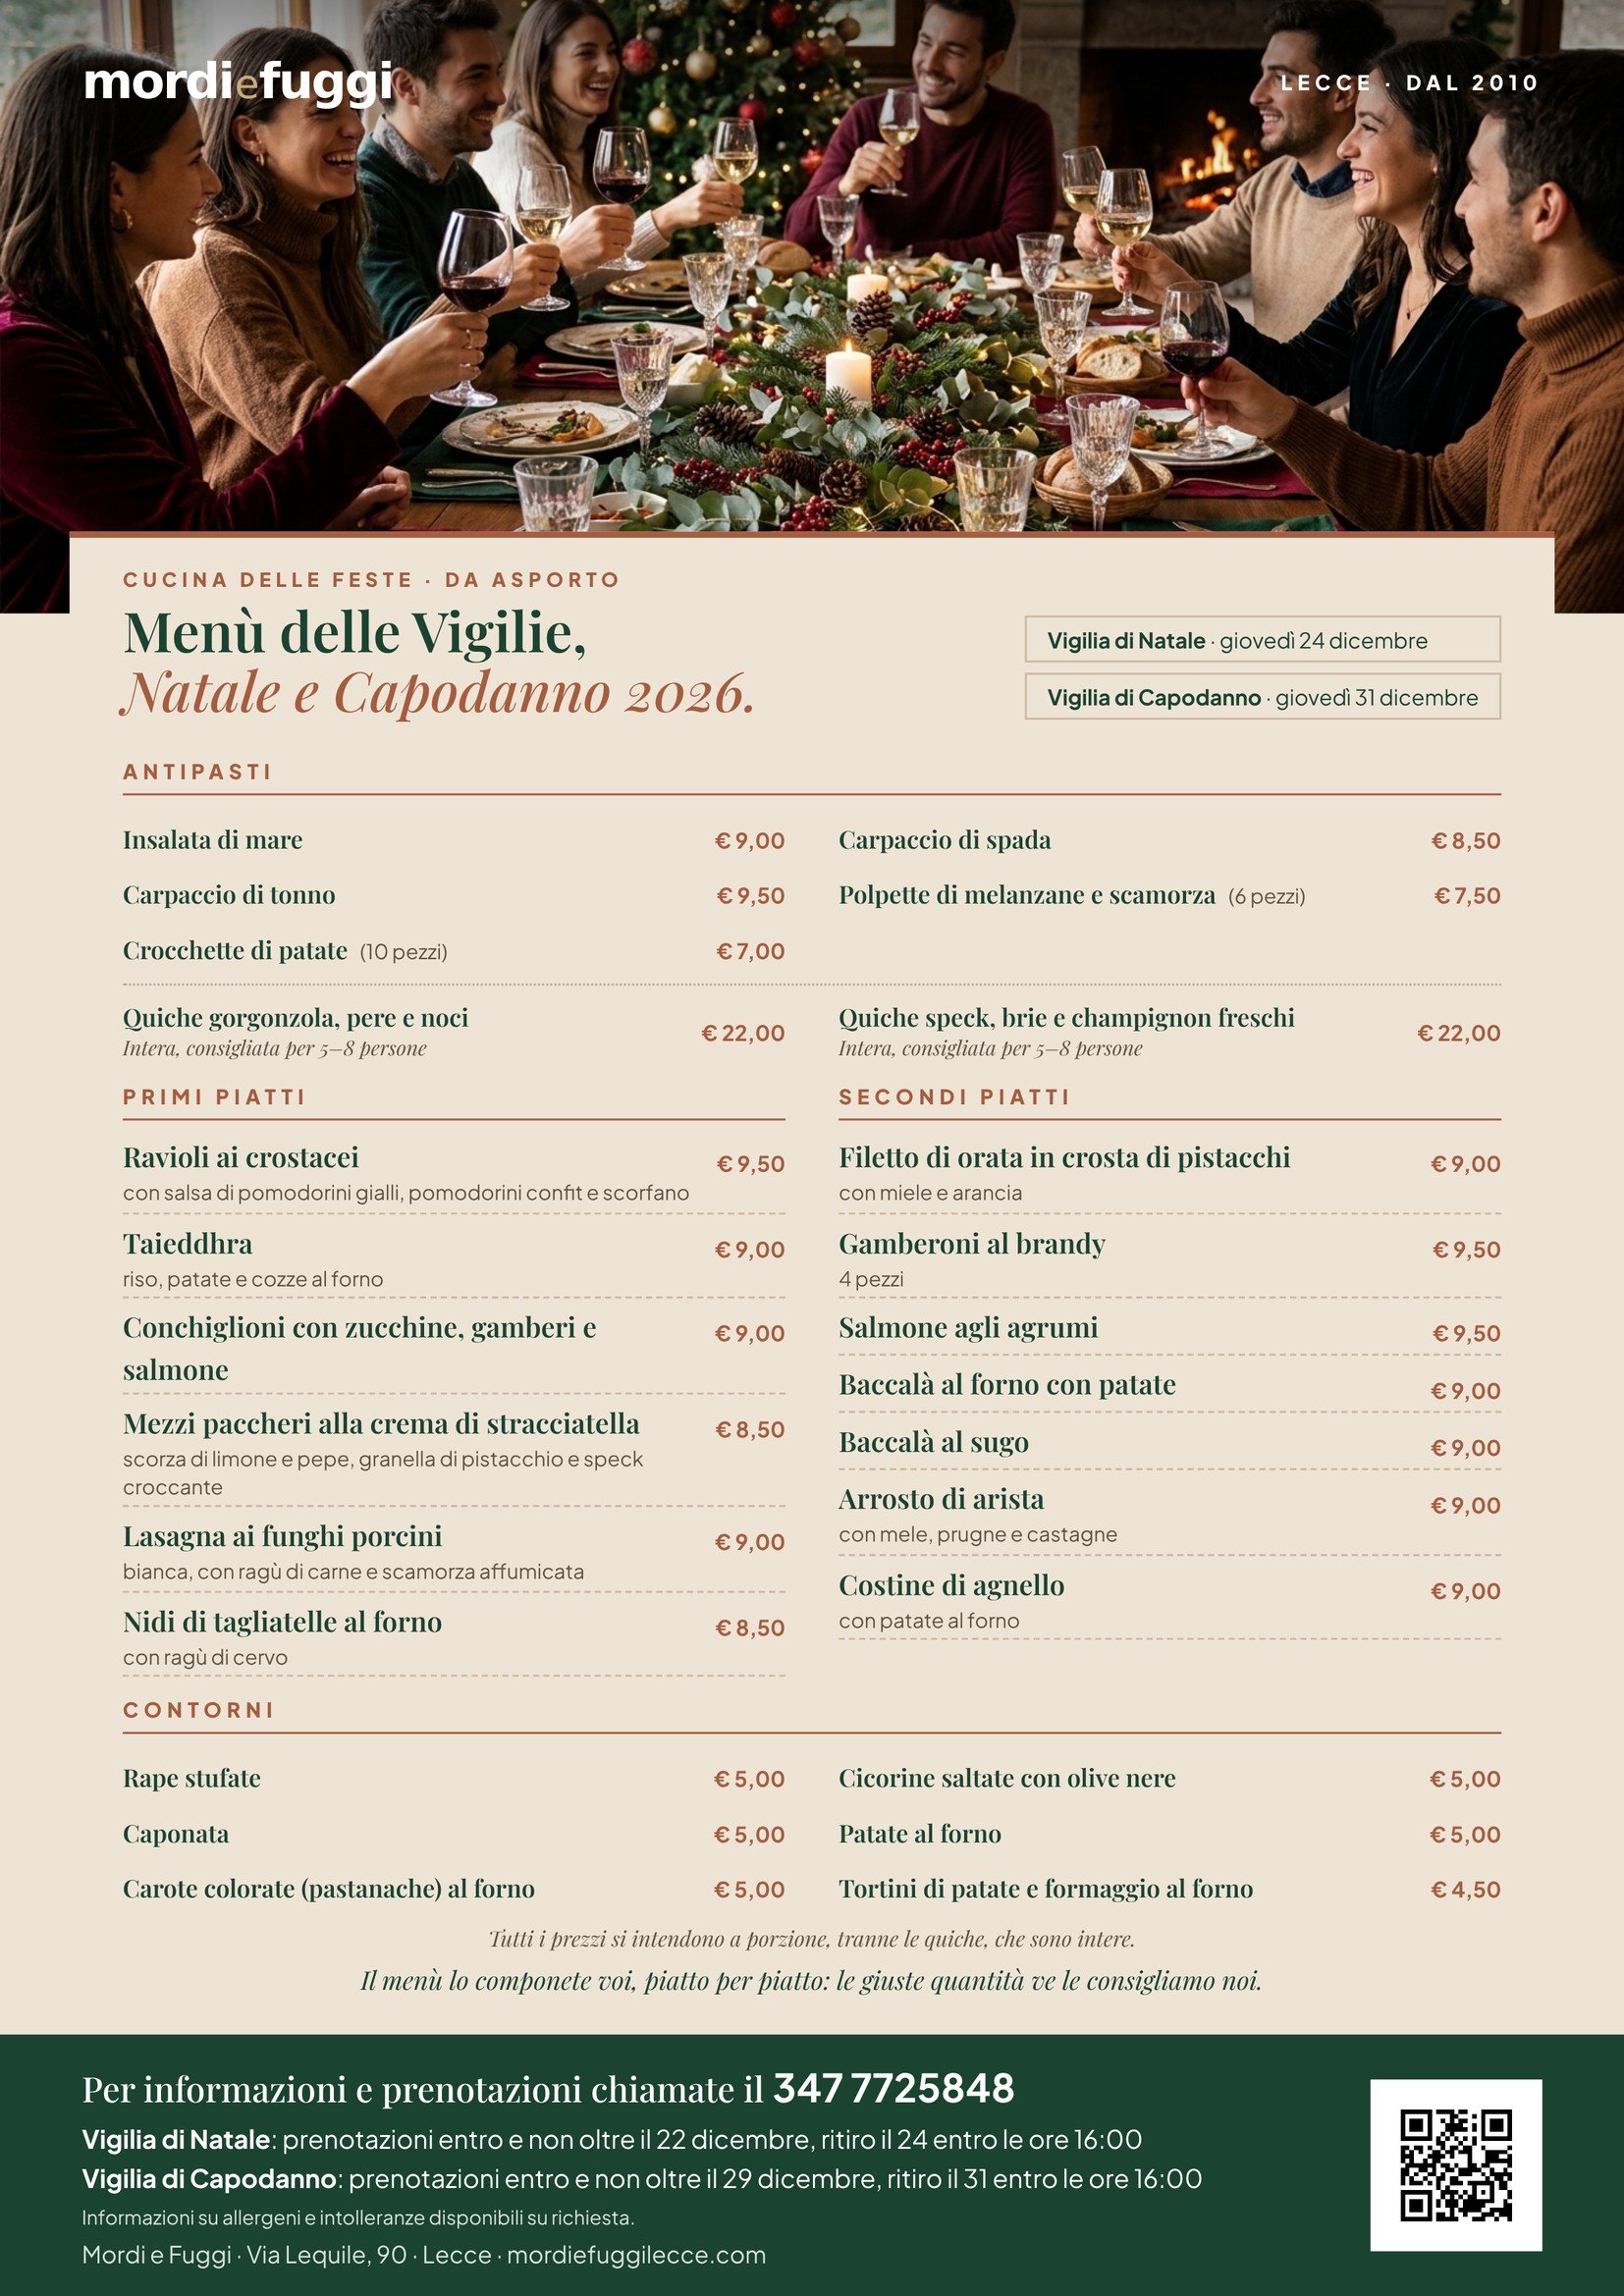 mordiefuggi
LECCE · DAL 2010
CUCINA DELLE FESTE · DA ASPORTO
Menù delle Vigilie,
Natale e Capodanno 2026.
Vigilia di Natale · giovedì 24 dicembre
Vigilia di Capodanno · giovedì 31 dicembre
ANTIPASTI
Insalata di mare € 9,00
Carpaccio di spada € 8,50
Carpaccio di tonno € 9,50
Polpette di melanzane e scamorza (6 pezzi) € 7,50
Crocchette di patate (10 pezzi) € 7,00
Quiche gorgonzola, pere e noci € 22,00
Intera, consigliata per 5–8 persone
Quiche speck, brie e champignon freschi € 22,00
Intera, consigliata per 5–8 persone
PRIMI PIATTI
Ravioli ai crostacei € 9,50
con salsa di pomodorini gialli, pomodorini confit e scorfano
Taieddhra € 9,00
riso, patate e cozze al forno
Conchiglioni con zucchine, gamberi e € 9,00
salmone
Mezzi paccheri alla crema di stracciatella € 8,50
scorza di limone e pepe, granella di pistacchio e speck
croccante
Lasagna ai funghi porcini € 9,00
bianca, con ragù di carne e scamorza affumicata
Nidi di tagliatelle al forno € 8,50
con ragù di cervo
SECONDI PIATTI
Filetto di orata in crosta di pistacchi € 9,00
con miele e arancia
Gamberoni al brandy € 9,50
4 pezzi
Salmone agli agrumi € 9,50
Baccalà al forno con patate € 9,00
Baccalà al sugo € 9,00
Arrosto di arista € 9,00
con mele, prugne e castagne
Costine di agnello € 9,00
con patate al forno
CONTORNI
Rape stufate € 5,00
Cicorine saltate con olive nere € 5,00
Caponata € 5,00
Patate al forno € 5,00
Carote colorate (pastanache) al forno € 5,00
Tortini di patate e formaggio al forno € 4,50
Tutti i prezzi si intendono a porzione, tranne le quiche, che sono intere.
Il menù lo componete voi, piatto per piatto: le giuste quantità ve le consigliamo noi.
Per informazioni e prenotazioni chiamate il 347 7725848
Vigilia di Natale: prenotazioni entro e non oltre il 22 dicembre, ritiro il 24 entro le ore 16:00
Vigilia di Capodanno: prenotazioni entro e non oltre il 29 dicembre, ritiro il 31 entro le ore 16:00
Informazioni su allergeni e intolleranze disponibili su richiesta.
Mordi e Fuggi · Via Lequile, 90 · Lecce · mordiefuggilecce.com